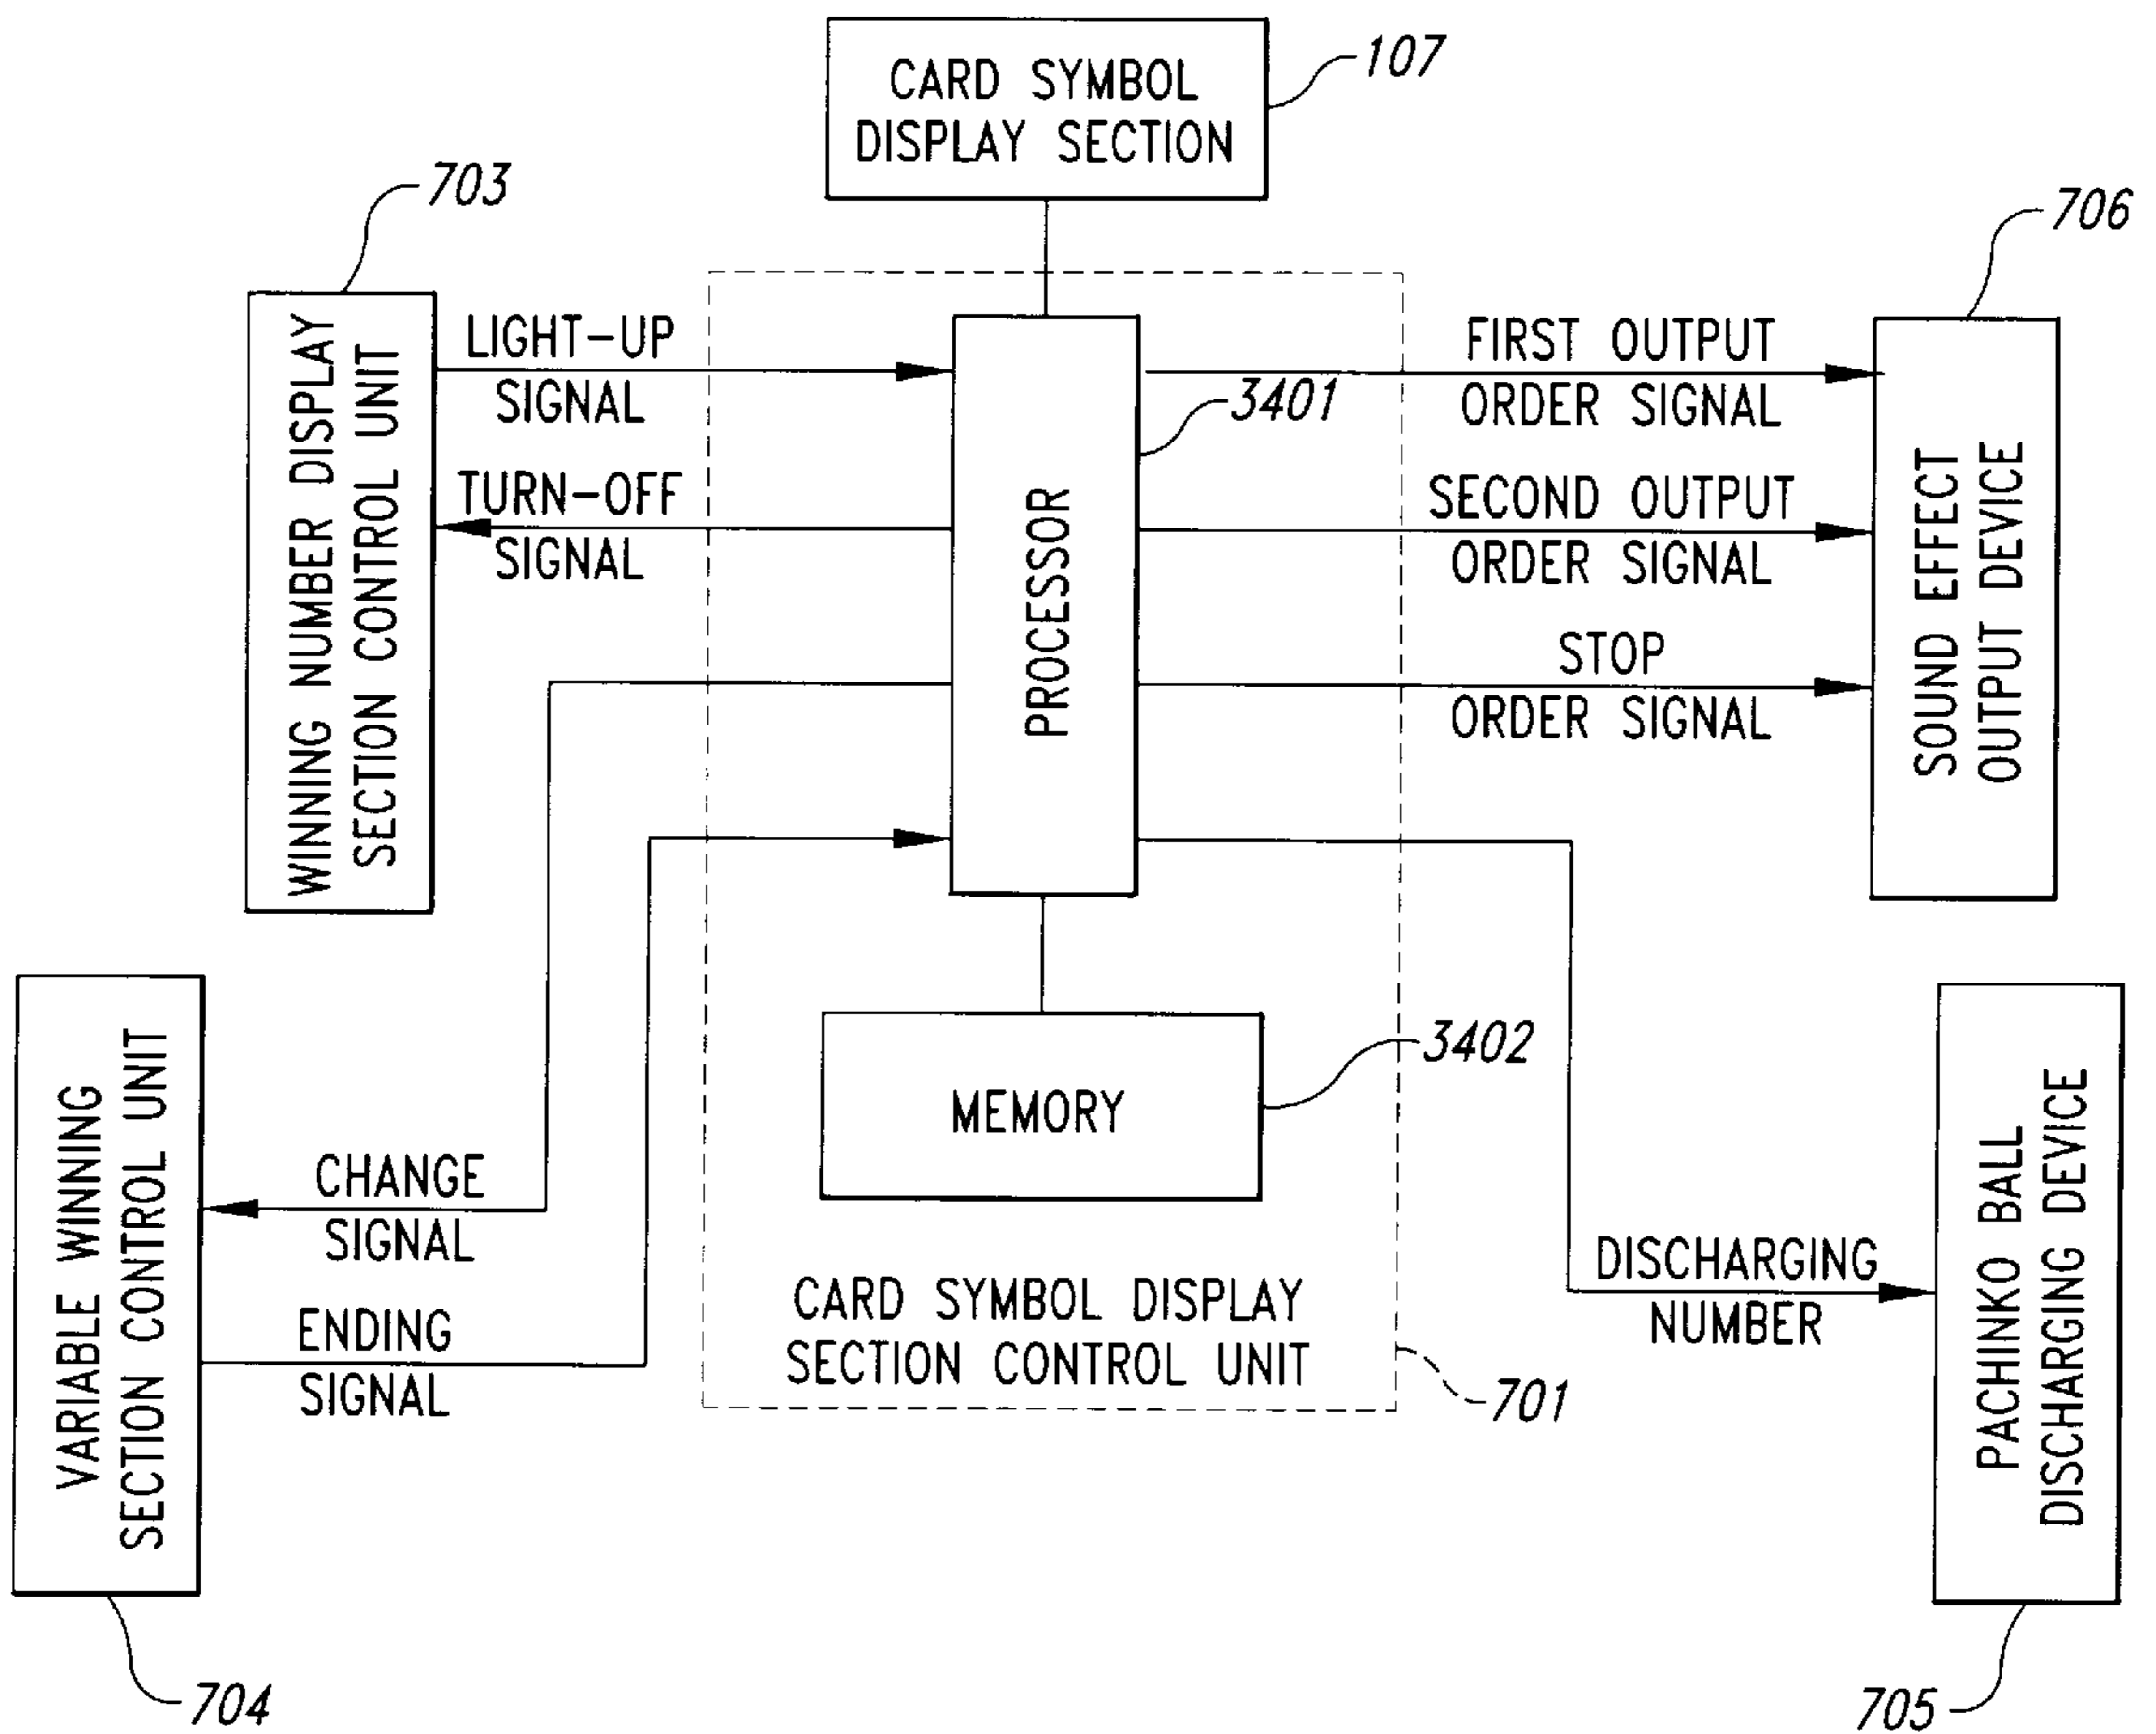 CARD SYMBOL
DISPLAY SECTION
107
703
WINNING NUMBER DISPLAY
SECTION CONTROL UNIT
LIGHT-UP
SIGNAL
TURN-OFF
SIGNAL
PROCESSOR
3401
FIRST OUTPUT
ORDER SIGNAL
SECOND OUTPUT
ORDER SIGNAL
STOP
ORDER SIGNAL
706
SOUND EFFECT
OUTPUT DEVICE
MEMORY
3402
VARIABLE WINNING
SECTION CONTROL UNIT
704
CHANGE
SIGNAL
ENDING
SIGNAL
CARD SYMBOL DISPLAY
SECTION CONTROL UNIT
701
DISCHARGING
NUMBER
PACHINKO BALL
DISCHARGING DEVICE
705